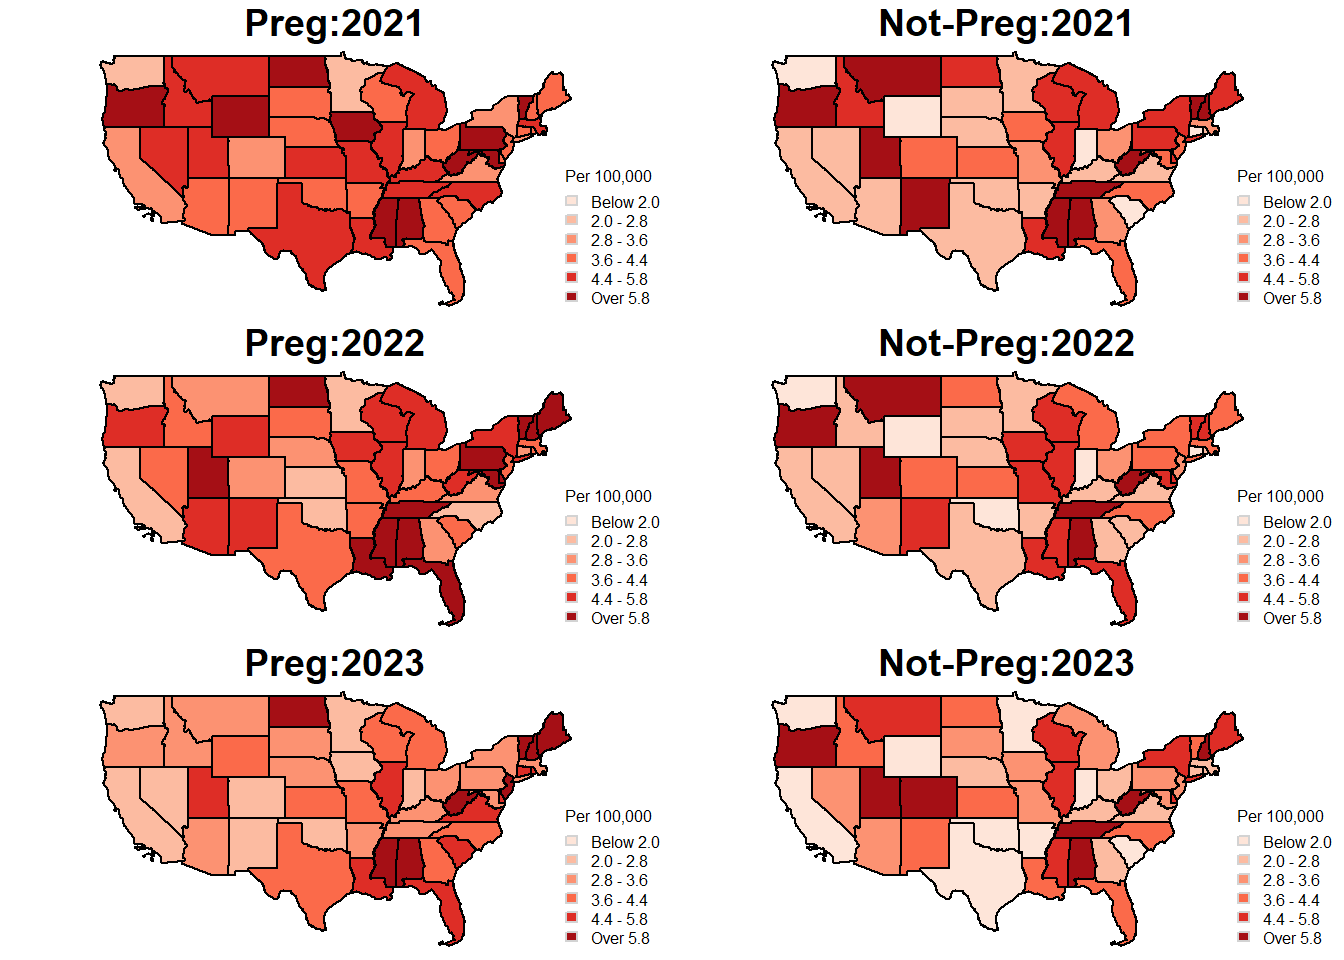 Preg:2021
Per 100,000
Below 2.0
2.0 - 2.8
2.8 - 3.6
3.6 - 4.4
4.4 - 5.8
Over 5.8
Not-Preg:2021
Per 100,000
Below 2.0
2.0 - 2.8
2.8 - 3.6
3.6 - 4.4
4.4 - 5.8
Over 5.8
Preg:2022
Per 100,000
Below 2.0
2.0 - 2.8
2.8 - 3.6
3.6 - 4.4
4.4 - 5.8
Over 5.8
Not-Preg:2022
Per 100,000
Below 2.0
2.0 - 2.8
2.8 - 3.6
3.6 - 4.4
4.4 - 5.8
Over 5.8
Preg:2023
Per 100,000
Below 2.0
2.0 - 2.8
2.8 - 3.6
3.6 - 4.4
4.4 - 5.8
Over 5.8
Not-Preg:2023
Per 100,000
Below 2.0
2.0 - 2.8
2.8 - 3.6
3.6 - 4.4
4.4 - 5.8
Over 5.8